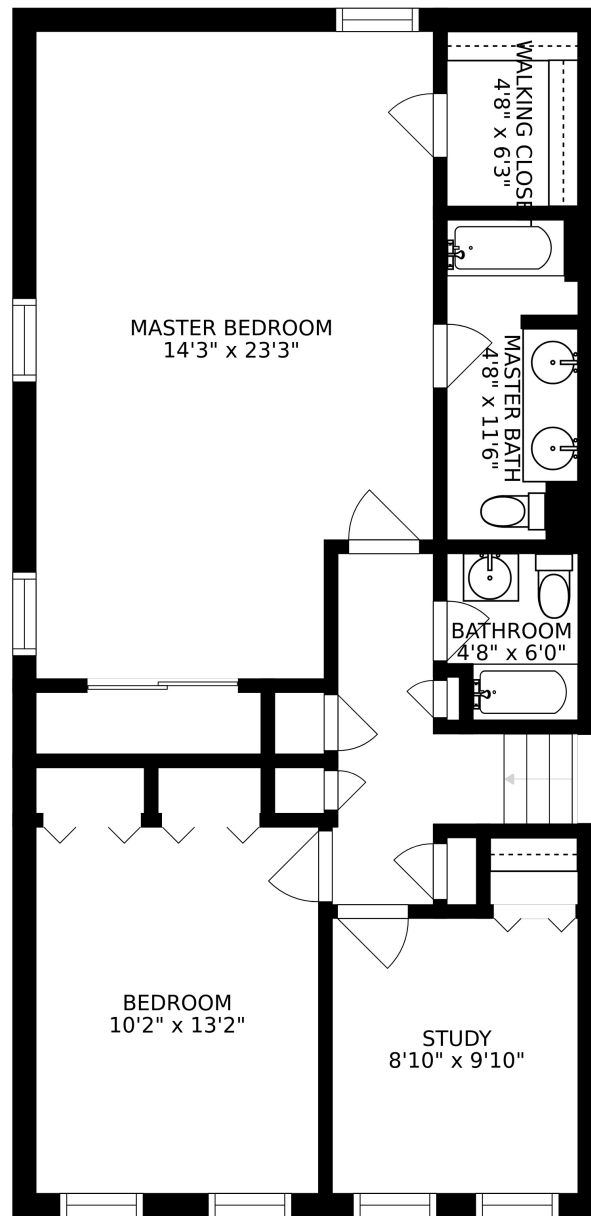 WALKING CLOSE
4'8" x 6'3"
MASTER BEDROOM
14'3" x 23'3"
MASTER BATH
4'8" x 11'6"
BATHROOM
4'8" x 6'0"
BEDROOM
10'2" x 13'2"
STUDY
8'10" x 9'10"